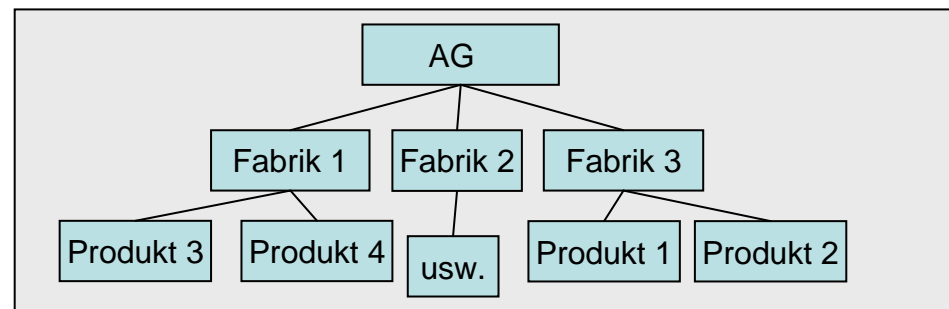 AG
Fabrik 1
Fabrik 2
Fabrik 3
Produkt 3
Produkt 4
usw.
Produkt 1
Produkt 2